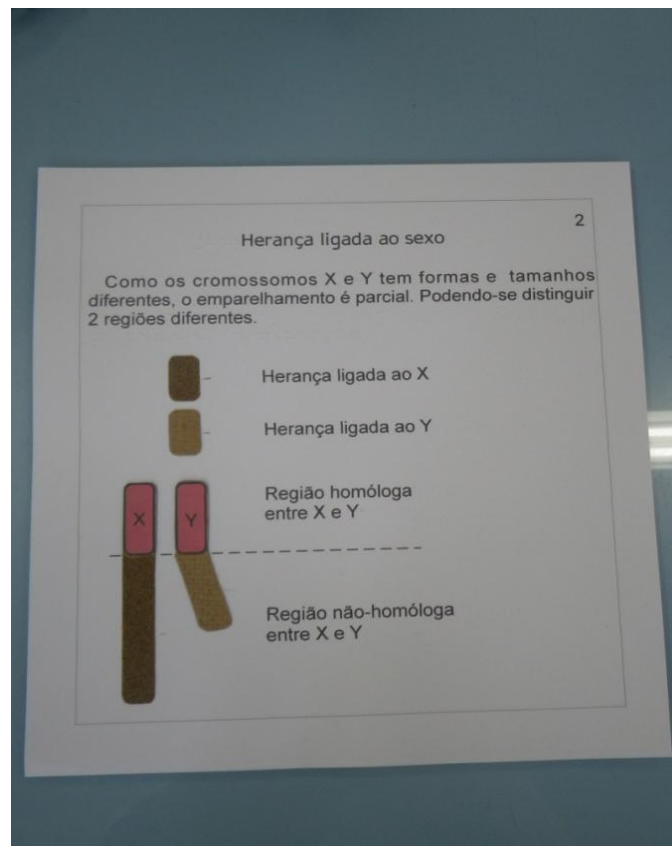 2
Herança ligada ao sexo
Como os cromossomos X e Y tem formas e tamanhos
diferentes, o emparelhamento é parcial. Podendo-se distinguir
2 regiões diferentes.
Herança ligada ao X
Herança ligada ao Y
Região homóloga
entre X e Y
X Y
Região não-homóloga
entre X e Y